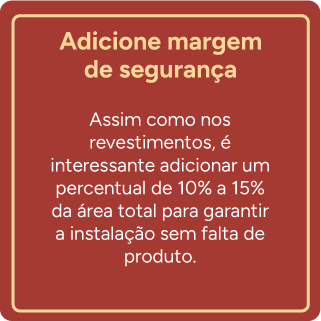 Adicione margem
de segurança
Assim como nos
revestimentos, é
interessante adicionar um
percentual de 10% a 15%
da área total para garantir
a instalação sem falta de
produto.